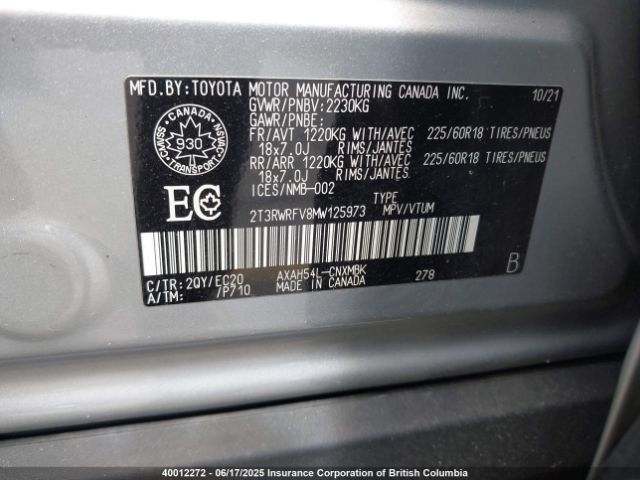 MFD.BY:TOYOTA MOTOR MANUFACTURING CANADA INC. 10/21
GVWR/PNBV:2230KG
GAWR/PNBE:
FR/AVT 1220KG WITH/AVEC 225/60R18 TIRES/PNEUS
18x7.0J RIMS/JANTES
RR/ARR 1220KG WITH/AVEC 225/60R18 TIRES/PNEUS
18x7.0J RIMS/JANTES
ICES/NMB-002
CANADA
CMVSS
930
NSVAC
TRANSPORT
EC
TYPE
2T3RWRFV8MW125973 MPV/VTUM
B
C/TR:2QY/EC20 AXAH54L-CNXMBK 278
A/TM: /P710 MADE IN CANADA
40012272 - 06/17/2025 Insurance Corporation of British Columbia